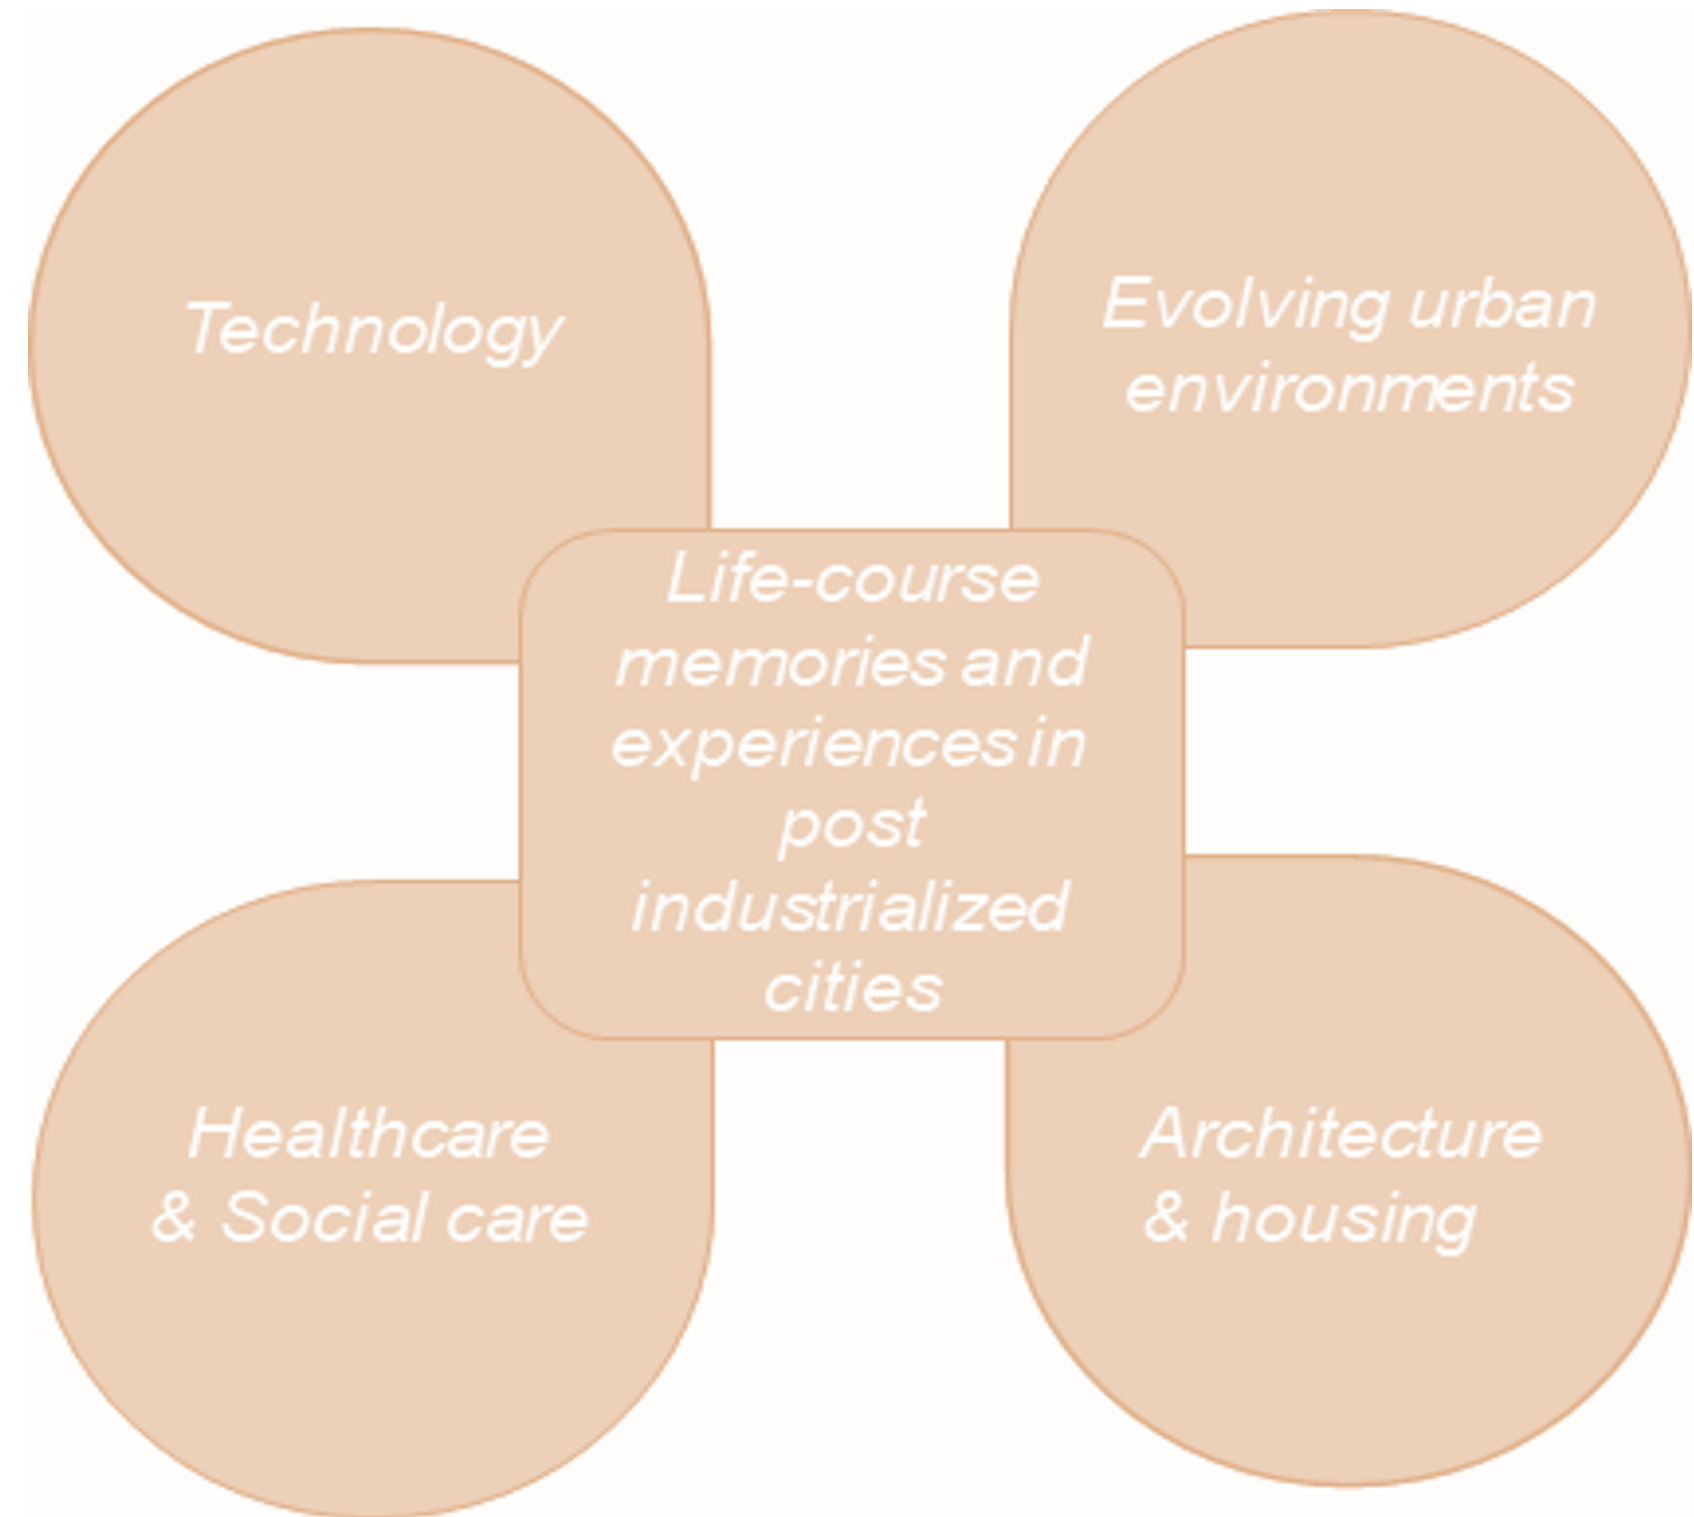 Technology
Evolving urban
environments
Life-course
memories and
experiences in
post
industrialized
cities
Healthcare
& Social care
Architecture
& housing